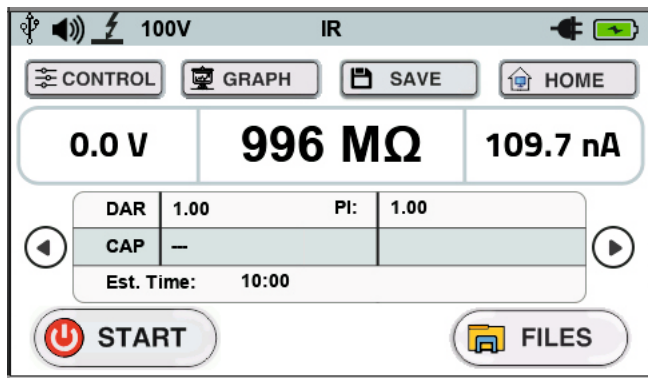 100V IR
CONTROL GRAPH SAVE HOME
0.0 V 996 MΩ 109.7 nA
DAR 1.00 PI: 1.00
CAP ---
Est. Time: 10:00
START FILES